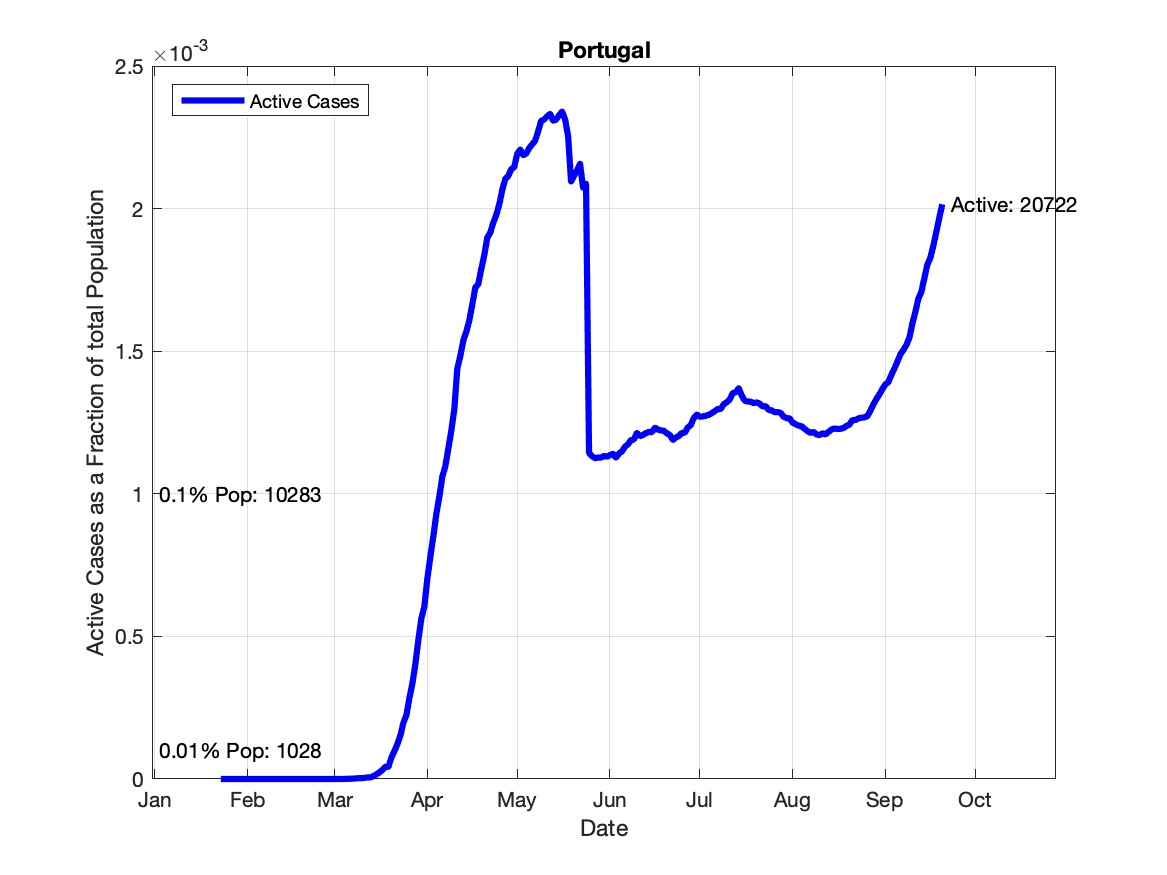 Portugal
×10-3
2.5
2
1.5
1
0.5
0
Active Cases
Active: 20722
0.1% Pop: 10283
0.01% Pop: 1028
Active Cases as a Fraction of total Population
Jan Feb Mar Apr May Jun Jul Aug Sep Oct
Date